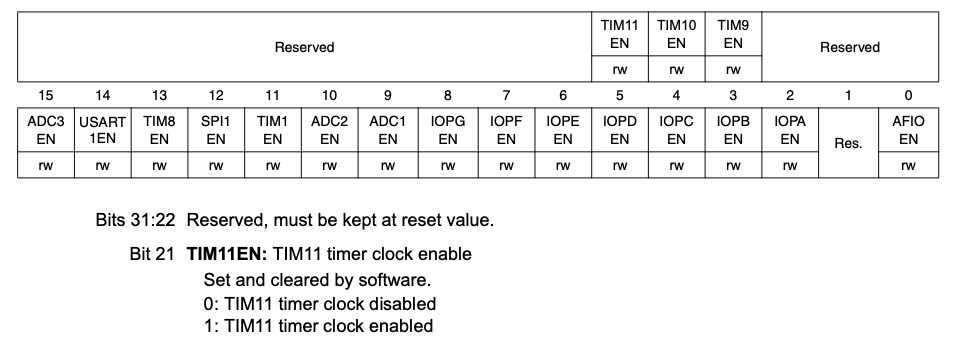 Reserved TIM11 EN TIM10 EN TIM9 EN Reserved
rw rw rw
15 14 13 12 11 10 9 8 7 6 5 4 3 2 1 0
ADC3 EN USART 1EN TIM8 EN SPI1 EN TIM1 EN ADC2 EN ADC1 EN IOPG EN IOPF EN IOPE EN IOPD EN IOPC EN IOPB EN IOPA EN Res. AFIO EN
rw rw rw rw rw rw rw rw rw rw rw rw rw rw rw
Bits 31:22 Reserved, must be kept at reset value.
Bit 21 TIM11EN: TIM11 timer clock enable
Set and cleared by software.
0: TIM11 timer clock disabled
1: TIM11 timer clock enabled